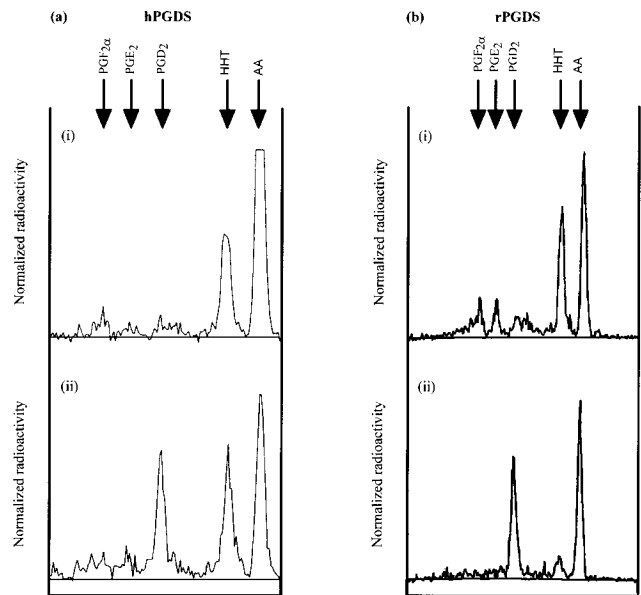 (a) hPGDS
PGF2α
PGE2
PGD2
HHT
AA
(i)
Normalized radioactivity
(ii)
Normalized radioactivity
(b) rPGDS
PGF2α
PGE2
PGD2
HHT
AA
(i)
Normalized radioactivity
(ii)
Normalized radioactivity